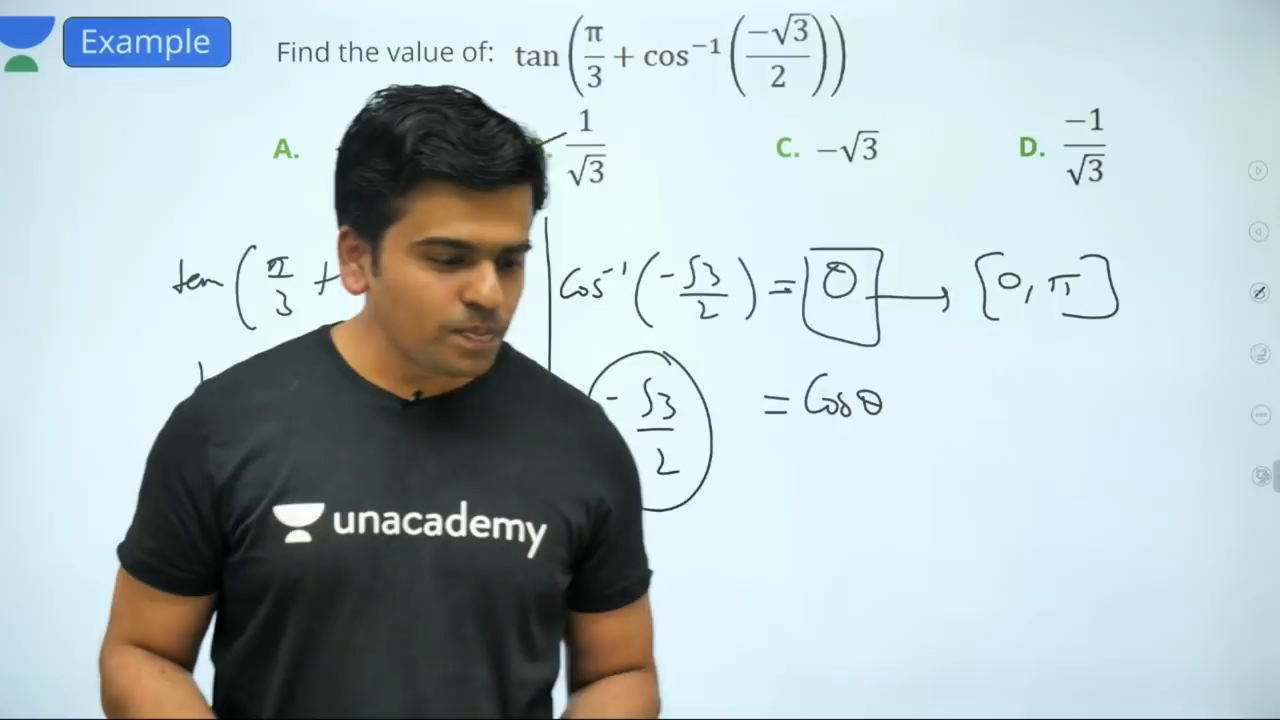 Example
Find the value of: tan(π/3 + cos⁻¹(-√3/2))
A.
1/√3
C. -√3
D. -1/√3
tan(π/3 +
cos⁻¹(-√3/2) = θ → [0, π]
-√3/2 = Cosθ
unacademy